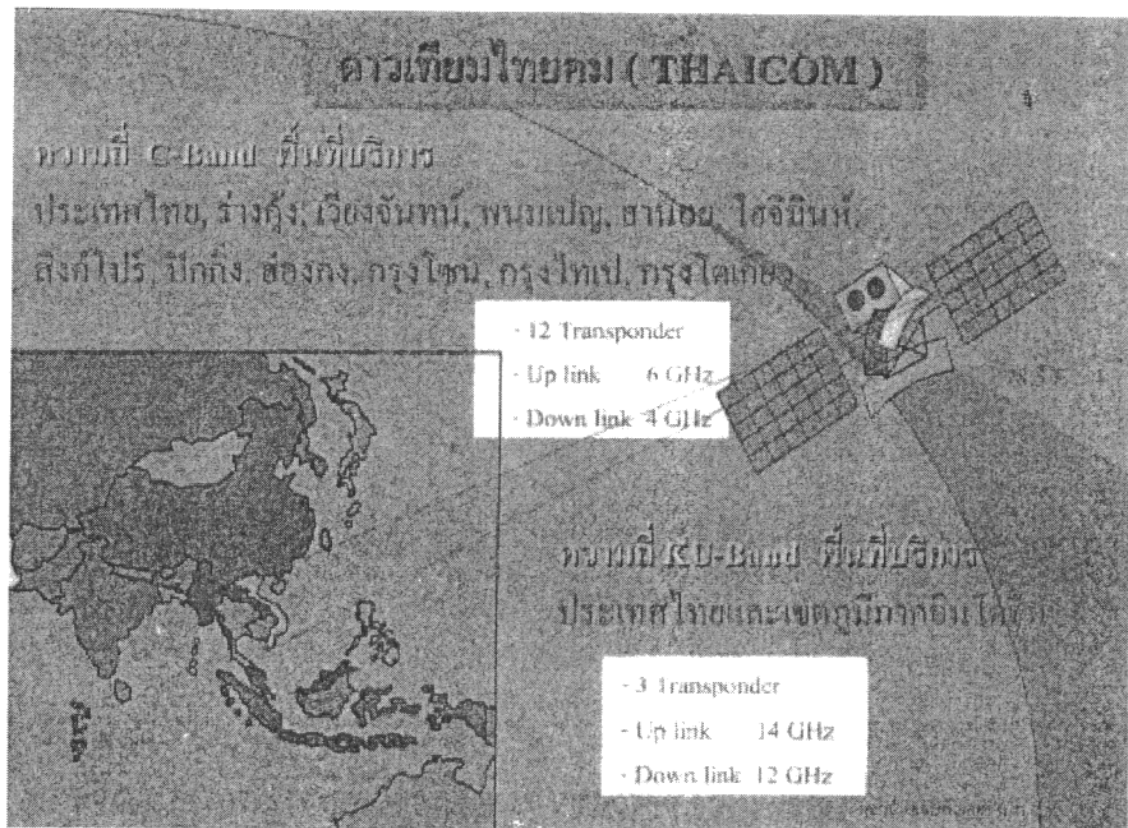 ดาวเทียมไทยคม ( THAICOM )
ความถี่ C-Band พื้นที่บริการ
ประเทศไทย, ร่างกุ้ง, เวียงจันทน์, พนมเปญ, ฮานอย, โฮจิมินห์,
สิงค์โปร์, ปักกิ่ง, ฮ่องกง, กรุงโซน, กรุงไทเป, กรุงโตเกียว
- 12 Transponder
- Up link 6 GHz
- Down link 4 GHz
ความถี่ KU-Band พื้นที่บริการ
ประเทศไทยและเขตภูมิภาคอินโดจีน
- 3 Transponder
- Up link 14 GHz
- Down link 12 GHz